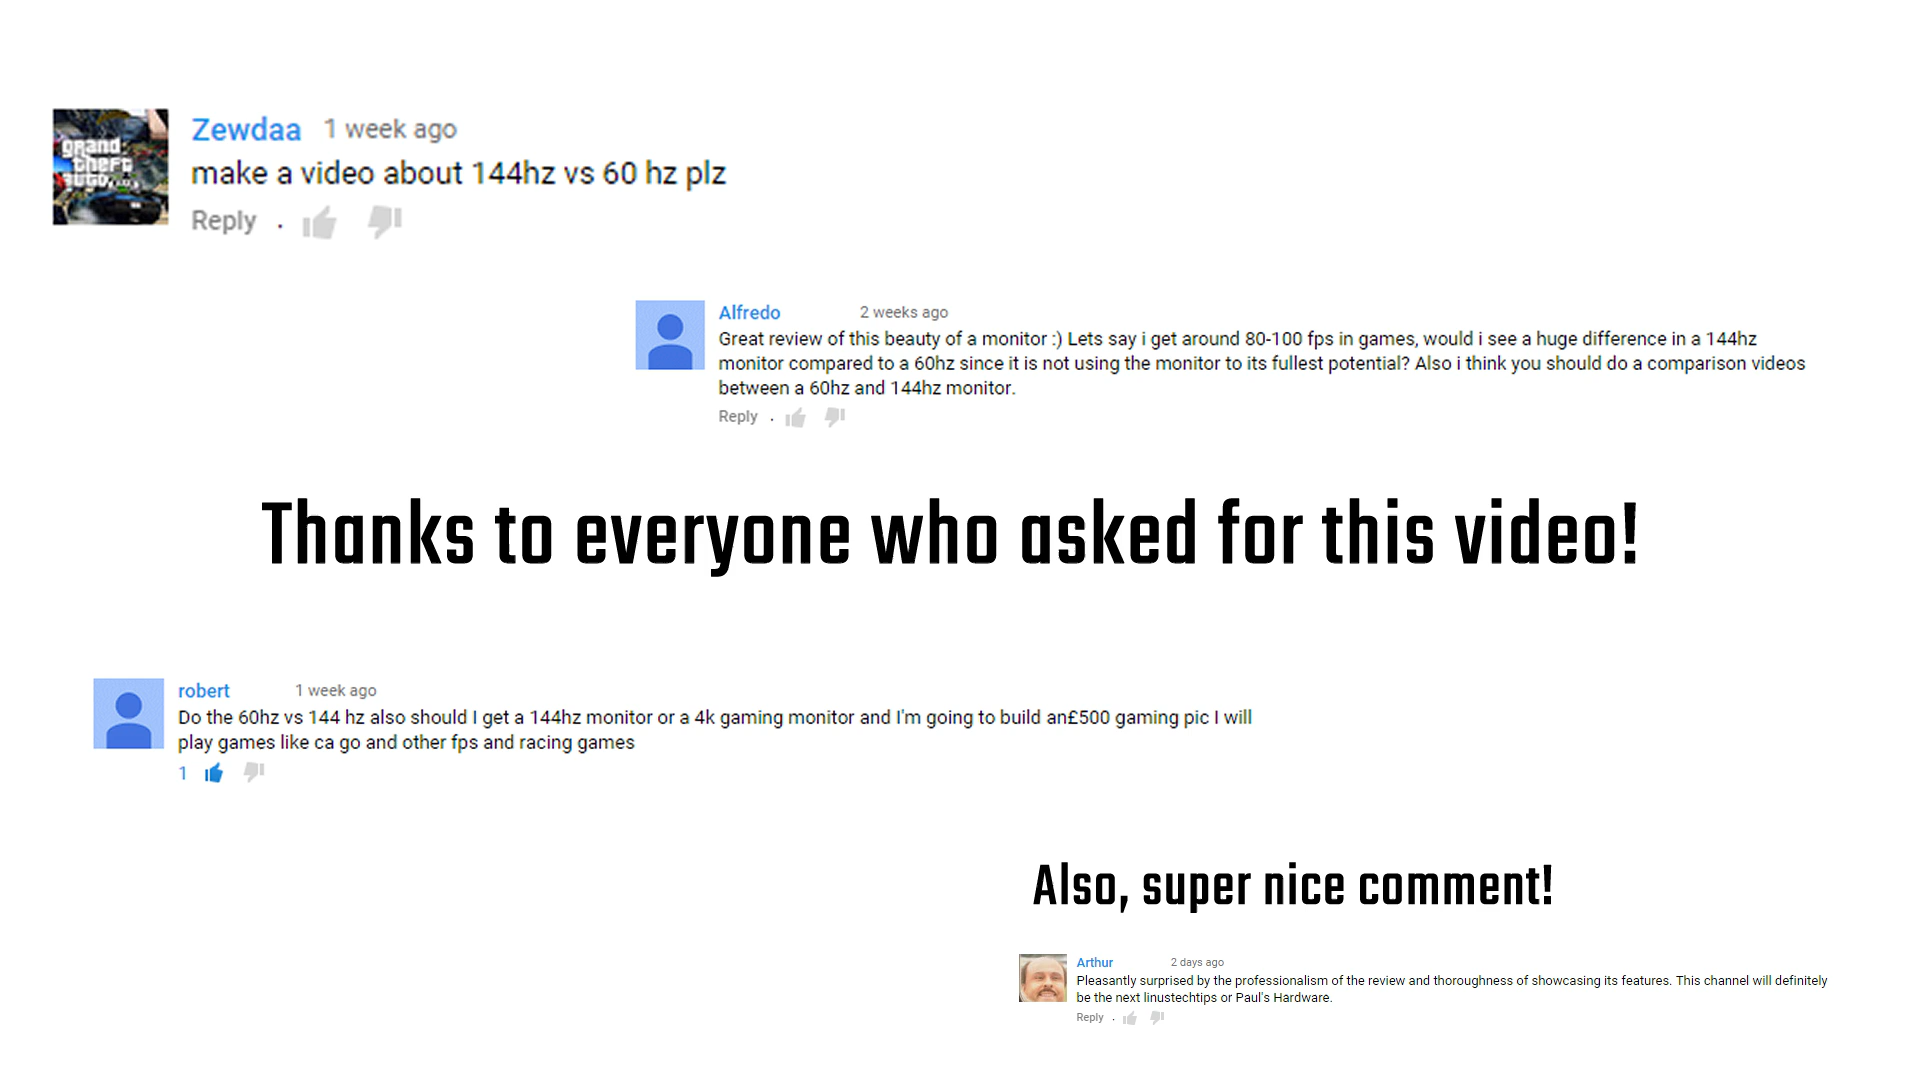 grand
theft
auto
Zewdaa 1 week ago
make a video about 144hz vs 60 hz plz
Reply .
Alfredo 2 weeks ago
Great review of this beauty of a monitor :) Lets say i get around 80-100 fps in games, would i see a huge difference in a 144hz
monitor compared to a 60hz since it is not using the monitor to its fullest potential? Also i think you should do a comparison videos
between a 60hz and 144hz monitor.
Reply .
Thanks to everyone who asked for this video!
robert 1 week ago
Do the 60hz vs 144 hz also should I get a 144hz monitor or a 4k gaming monitor and I'm going to build an£500 gaming pic I will
play games like ca go and other fps and racing games
1
Also, super nice comment!
Arthur 2 days ago
Pleasantly surprised by the professionalism of the review and thoroughness of showcasing its features. This channel will definitely
be the next linustechtips or Paul's Hardware.
Reply .